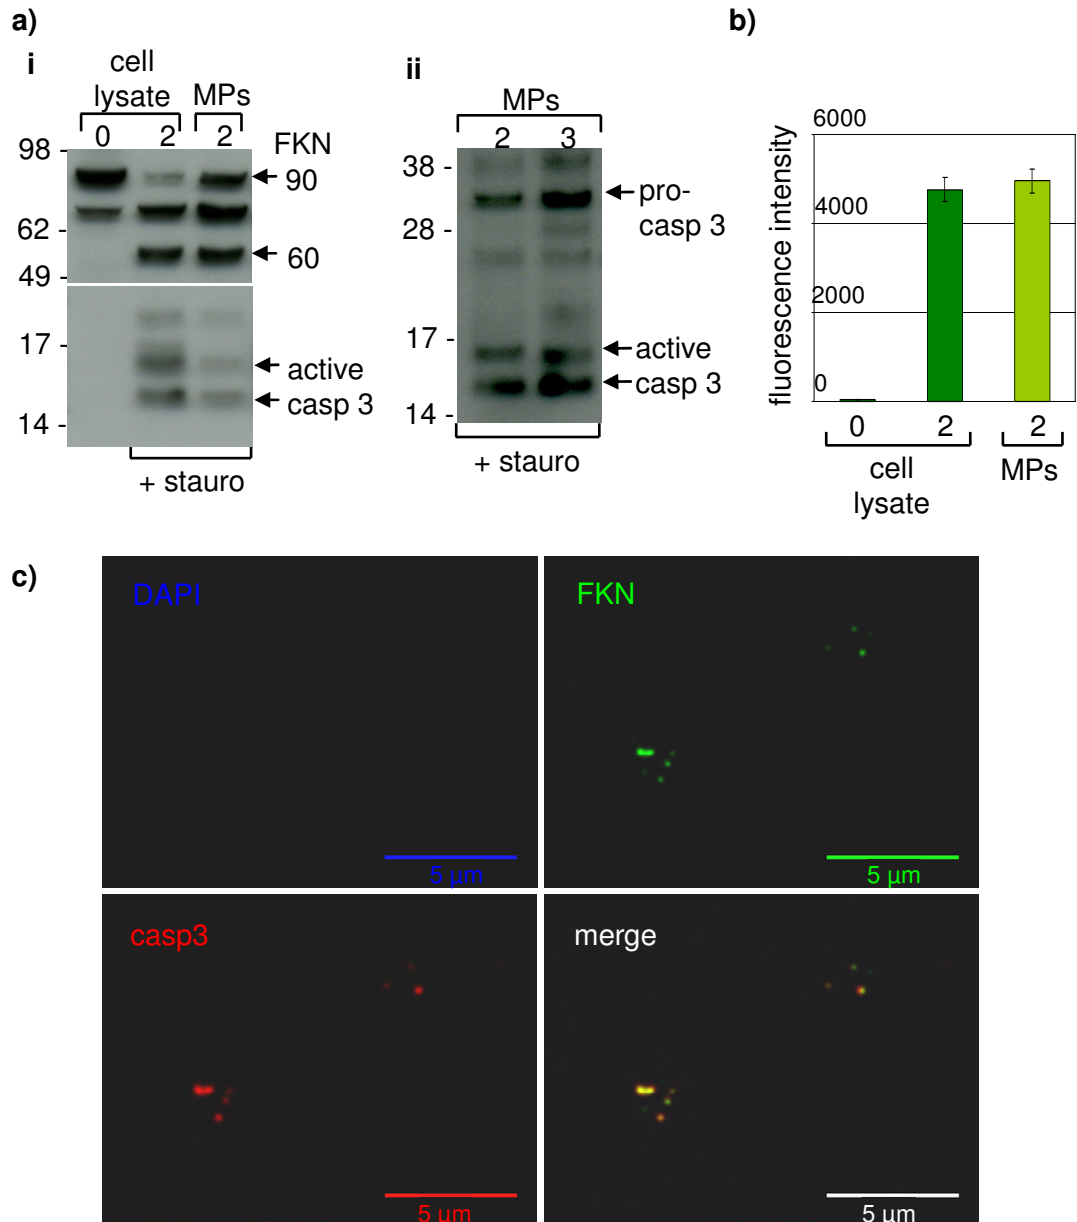 a)
i
cell
lysate MPs
0 2 2 FKN
98 -
90
62 -
60
49 -
17 -
active
casp 3
14 -
+ stauro
ii
MPs
2 3
38 -
pro-
casp 3
28 -
17 -
active
casp 3
14 -
+ stauro
b)
fluorescence intensity
6000
4000
2000
0
0 2 2
cell
lysate
MPs
c)
DAPI
5 µm
FKN
5 µm
casp3
5 µm
merge
5 µm